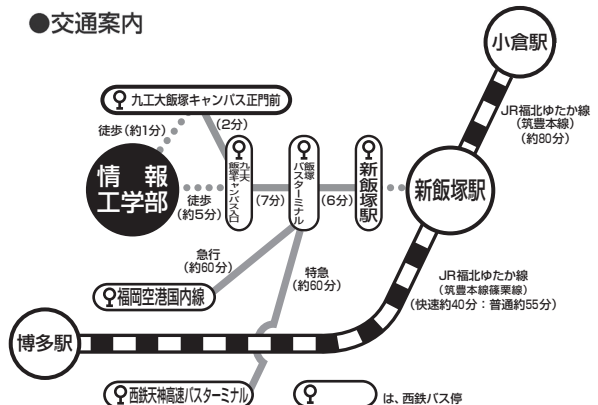 ●交通案内
小倉駅
JR福北ゆたか線
(筑豊本線)
(約80分)
九工大飯塚キャンパス正門前
徒歩(約1分)
(2分)
情報
工学部
徒歩
(約5分)
九工大
飯塚キャンパス入口
(7分)
飯塚
バスターミナル
(6分)
新飯塚駅
新飯塚駅
急行
(約60分)
特急
(約60分)
福岡空港国内線
JR福北ゆたか線
(筑豊本線篠栗線)
(快速約40分:普通約55分)
博多駅
西鉄天神高速バスターミナル
は、西鉄バス停